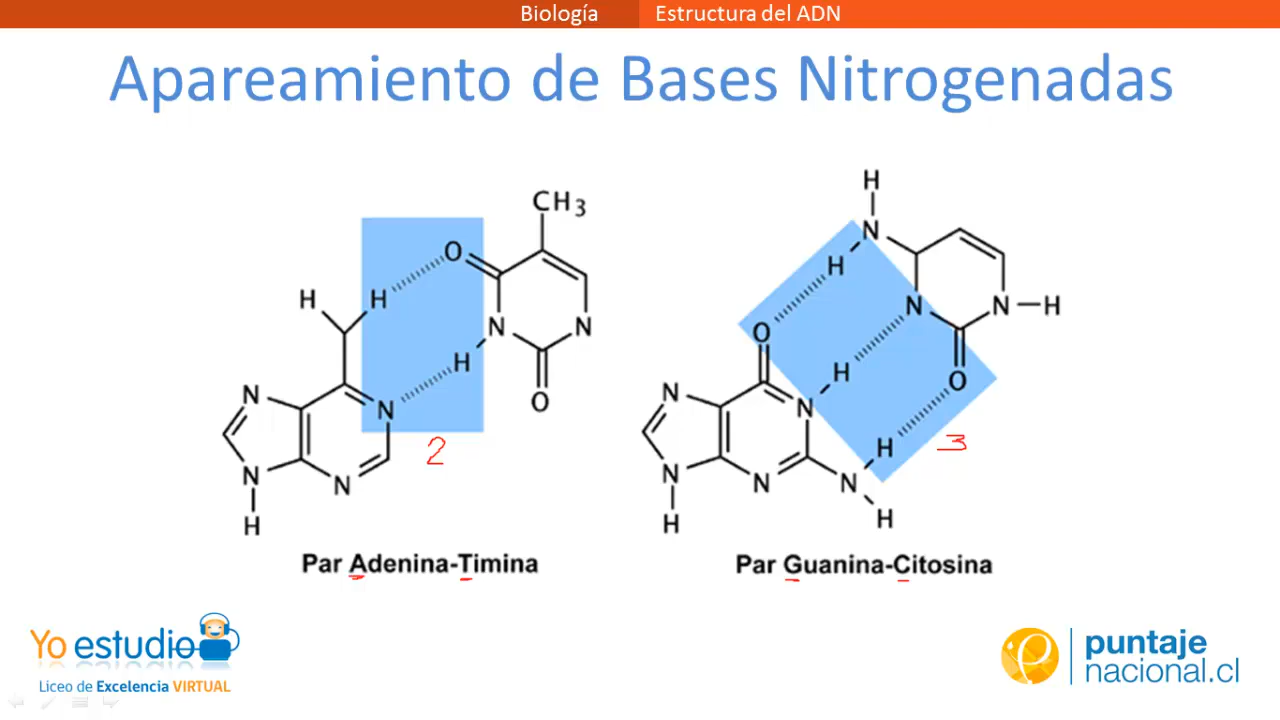 Biología Estructura del ADN
Apareamiento de Bases Nitrogenadas
CH3
O
H H
N H
N
O
N N
N
N
H
2
H
N
H
O
N N H
H
O
N N
H
N
N
N
H
H
3
Par Adenina-Timina
Par Guanina-Citosina
Yo estudio
Liceo de Excelencia VIRTUAL
puntaje
nacional.cl